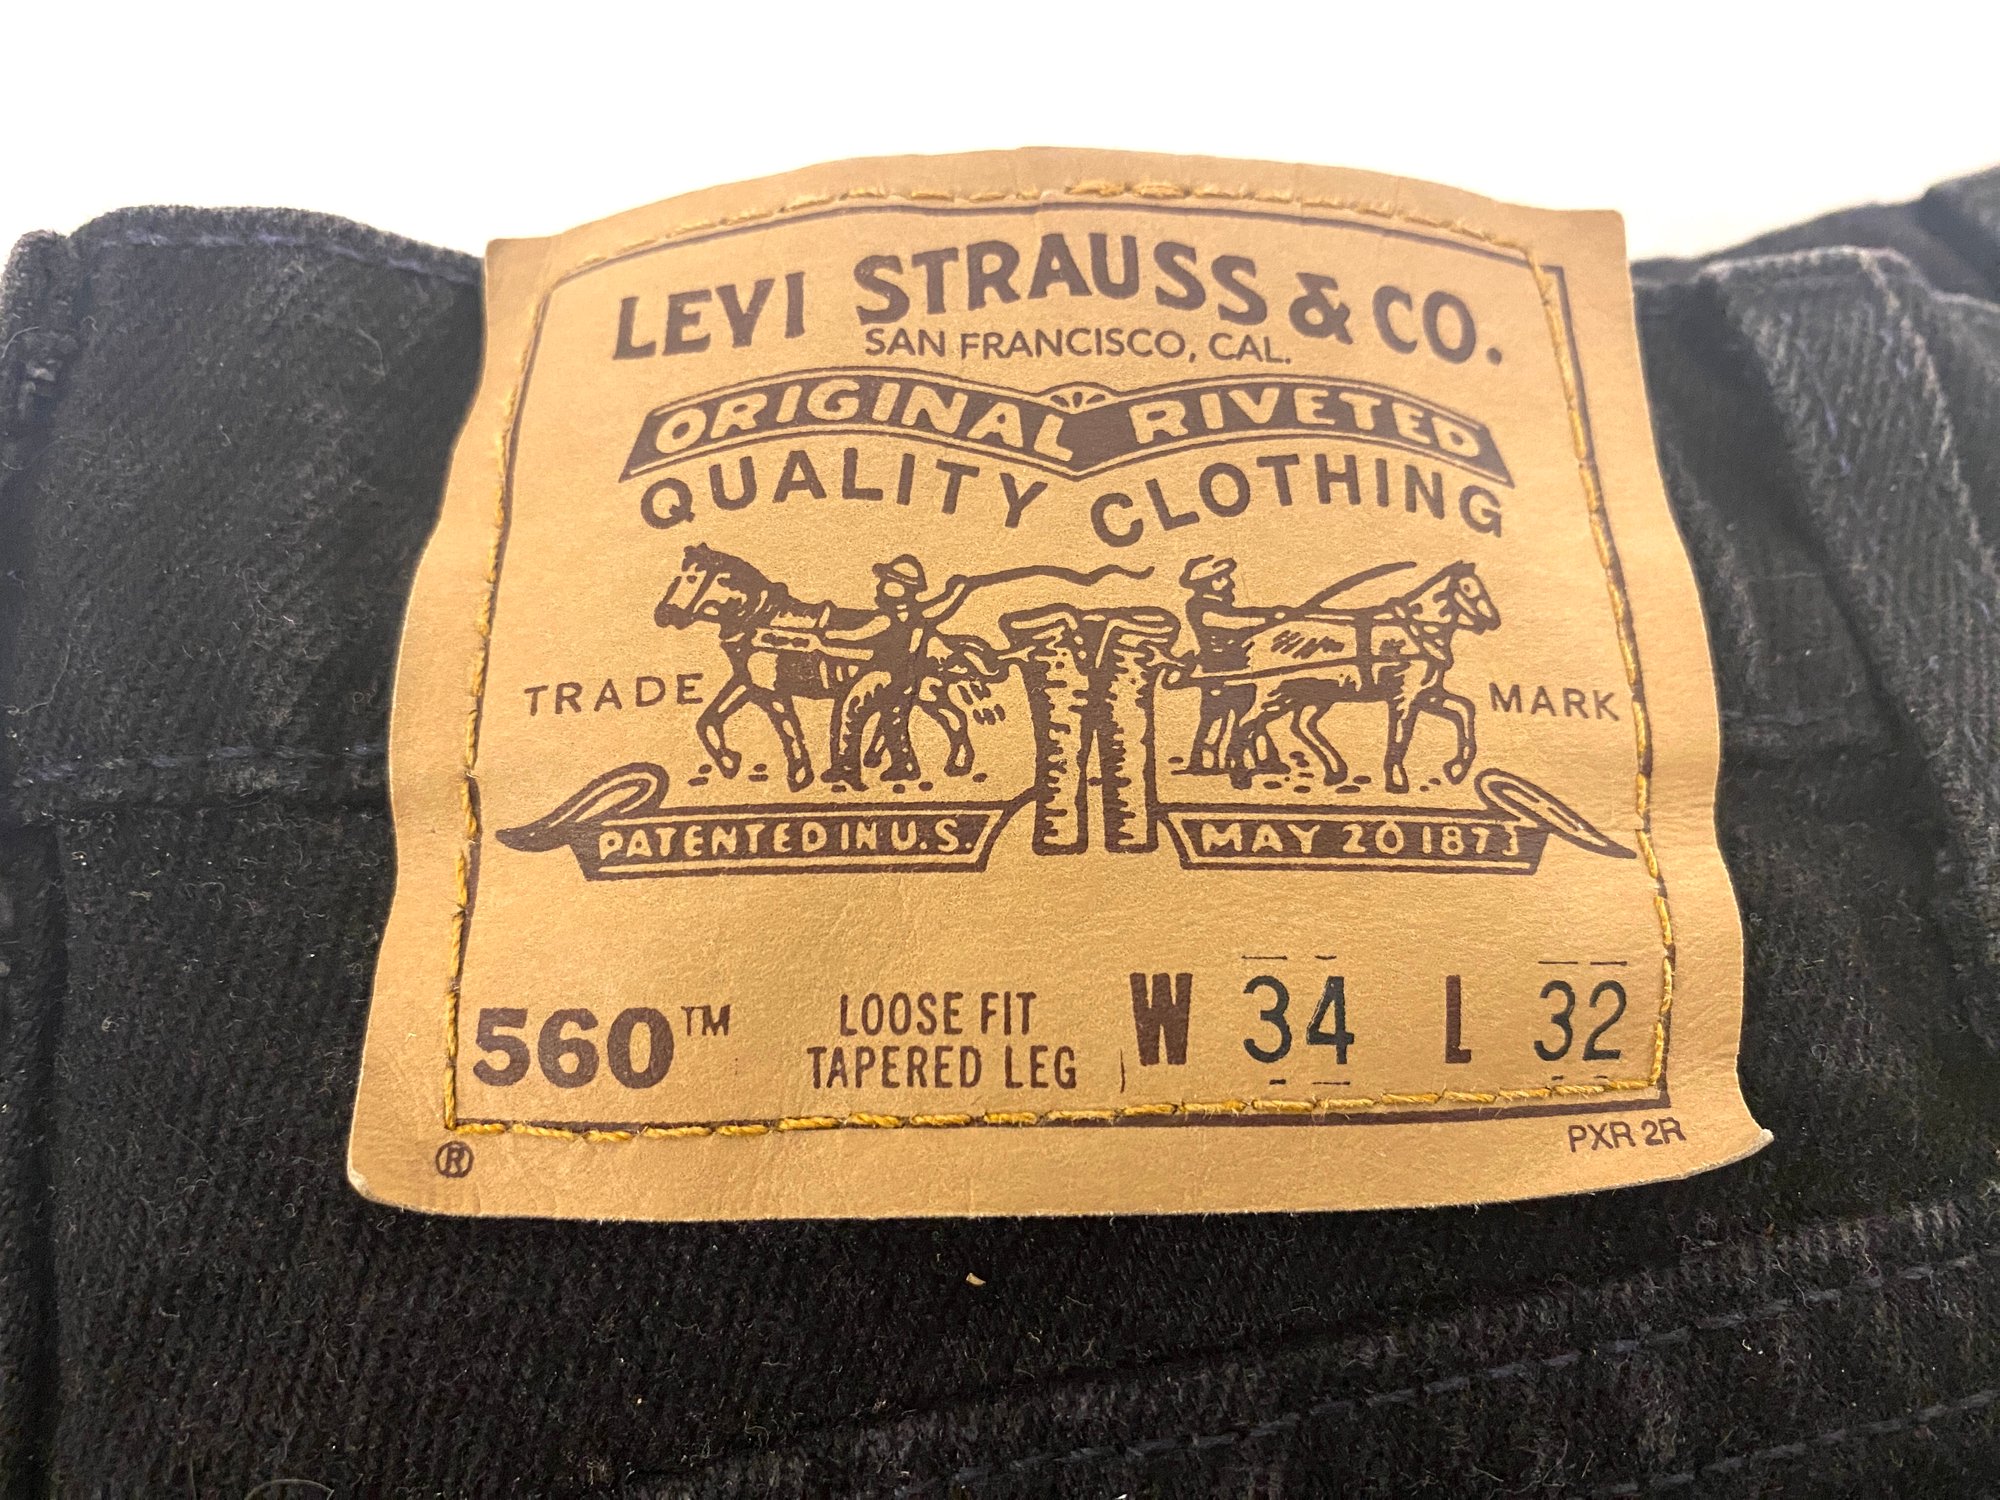 LEVI STRAUSS & CO.
SAN FRANCISCO, CAL.
ORIGINAL RIVETED
QUALITY CLOTHING
TRADE MARK
PATENTED IN U.S. MAY 20 1873
560™ LOOSE FIT TAPERED LEG W 34 L 32
® PXR 2R